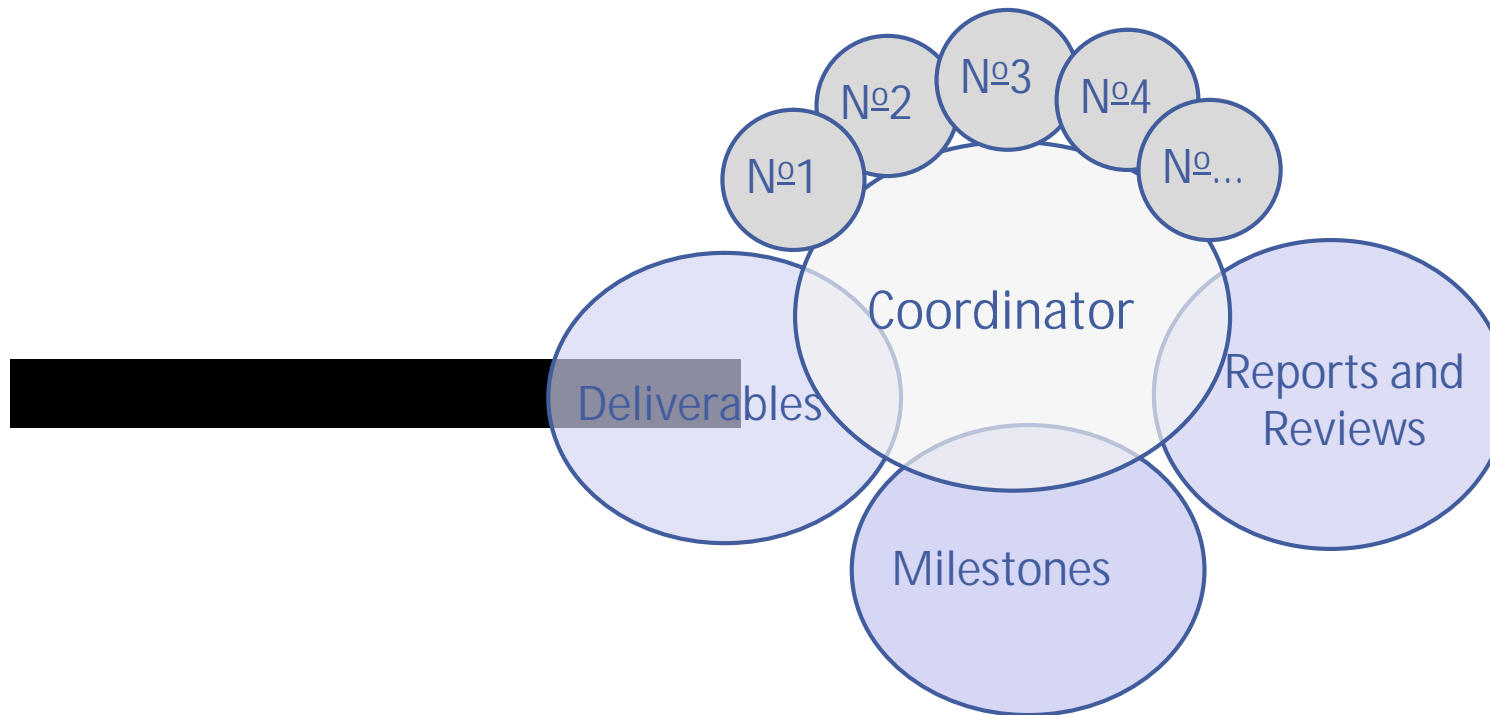 Nº1
Nº2
Nº3
Nº4
Nº...
Coordinator
Deliverables
Reports and
Reviews
Milestones